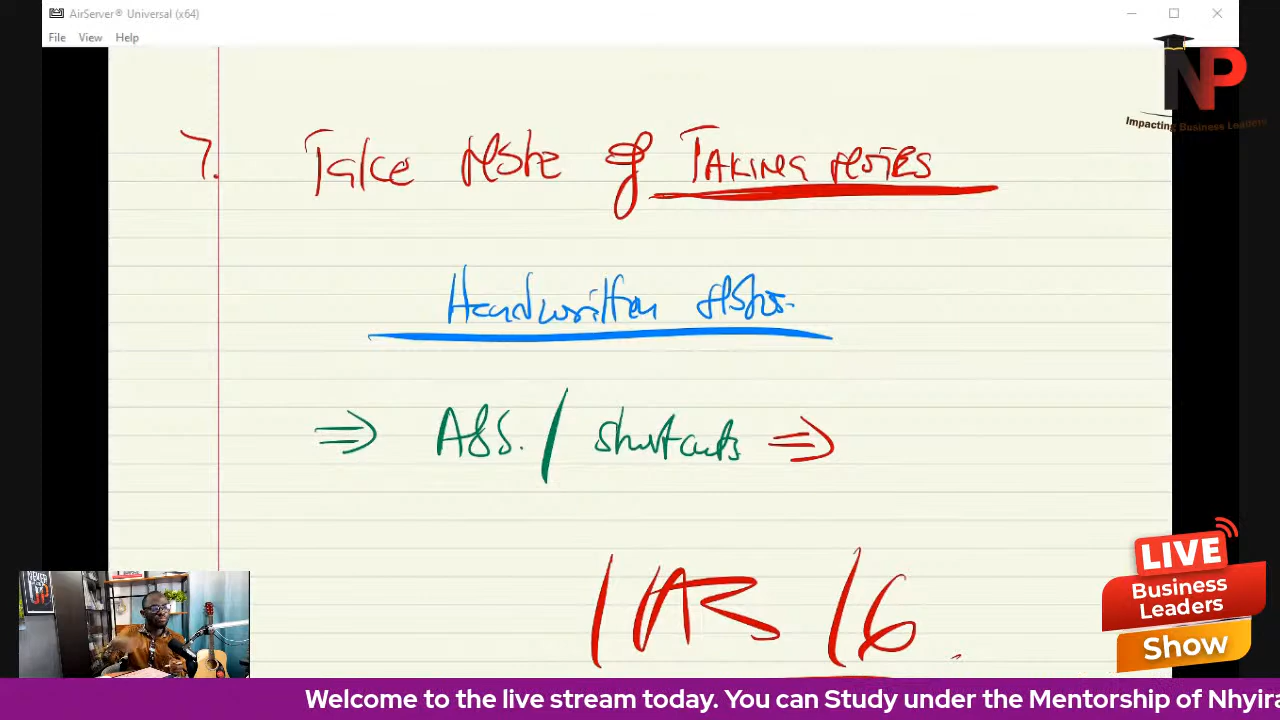 AirServer® Universal (x64)
File View Help
NP
Impacting Business Leaders
7. Take Note of TAKING NOTES
Handwritten Notes.
⇒ Abb. / Shortcuts ⇒
IAS 16
LIVE
Business
Leaders
Show
Welcome to the live stream today. You can Study under the Mentorship of Nhyira